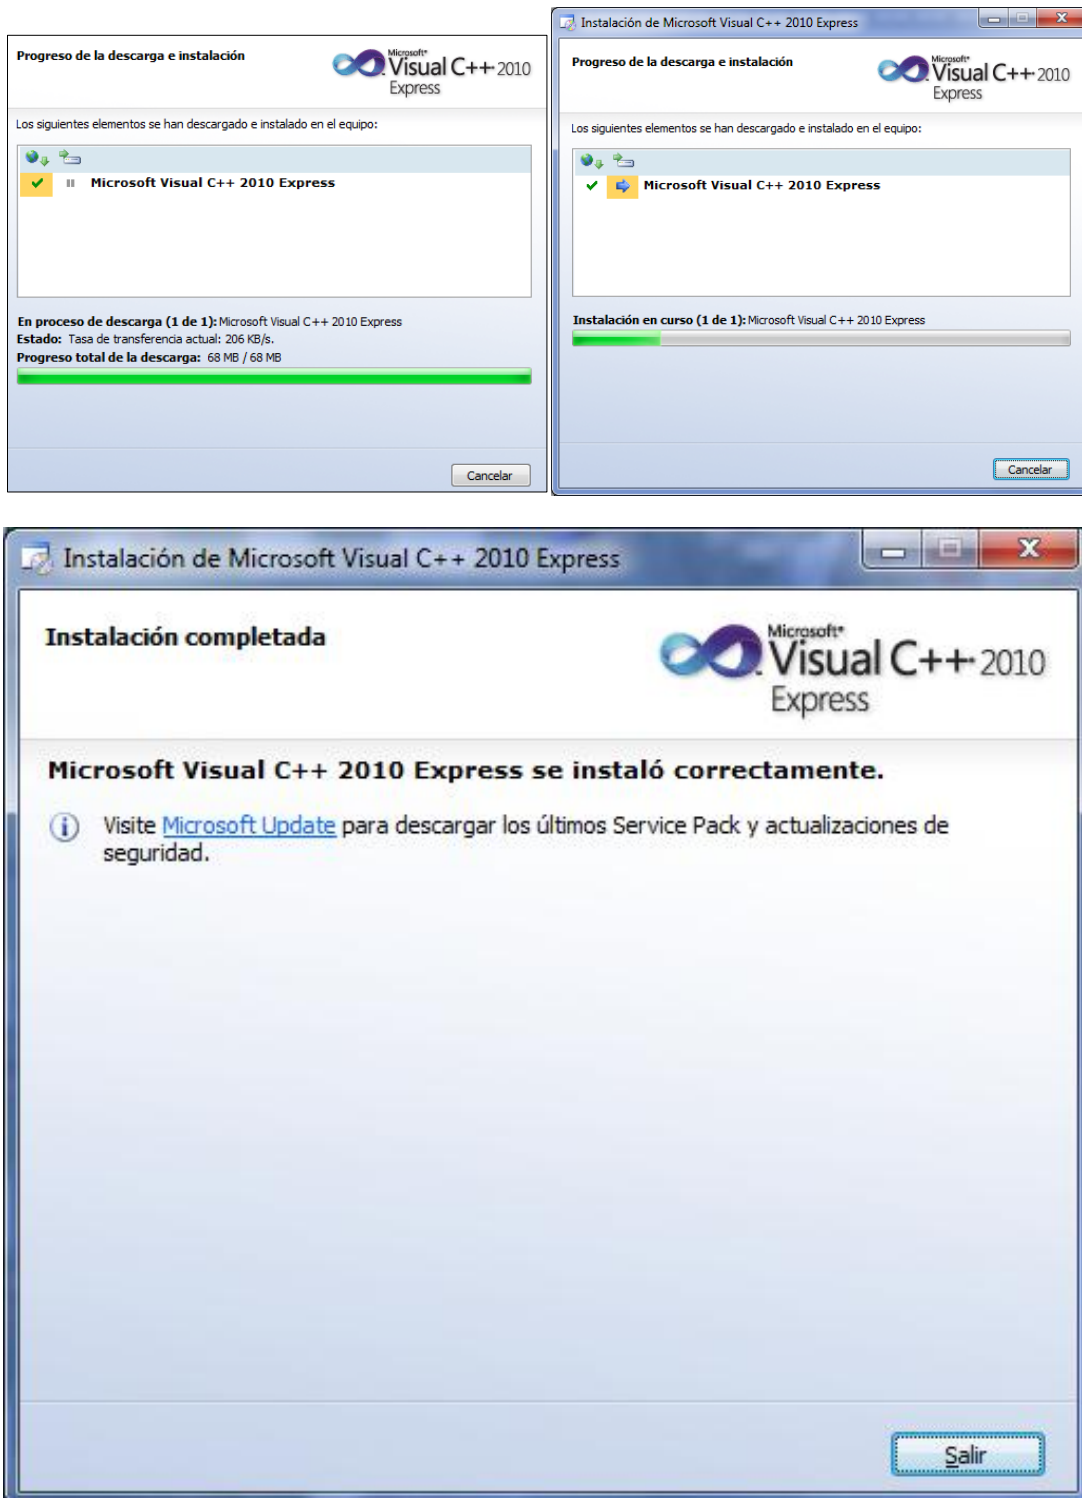 Progreso de la descarga e instalación
Microsoft®
Visual C++ 2010
Express
Los siguientes elementos se han descargado e instalado en el equipo:
Microsoft Visual C++ 2010 Express
En proceso de descarga (1 de 1): Microsoft Visual C++ 2010 Express
Estado: Tasa de transferencia actual: 206 KB/s.
Progreso total de la descarga: 68 MB / 68 MB
Cancelar
Instalación de Microsoft Visual C++ 2010 Express
Progreso de la descarga e instalación
Microsoft®
Visual C++ 2010
Express
Los siguientes elementos se han descargado e instalado en el equipo:
Microsoft Visual C++ 2010 Express
Instalación en curso (1 de 1): Microsoft Visual C++ 2010 Express
Cancelar
Instalación de Microsoft Visual C++ 2010 Express
Instalación completada
Microsoft®
Visual C++ 2010
Express
Microsoft Visual C++ 2010 Express se instaló correctamente.
Visite Microsoft Update para descargar los últimos Service Pack y actualizaciones de
seguridad.
Salir